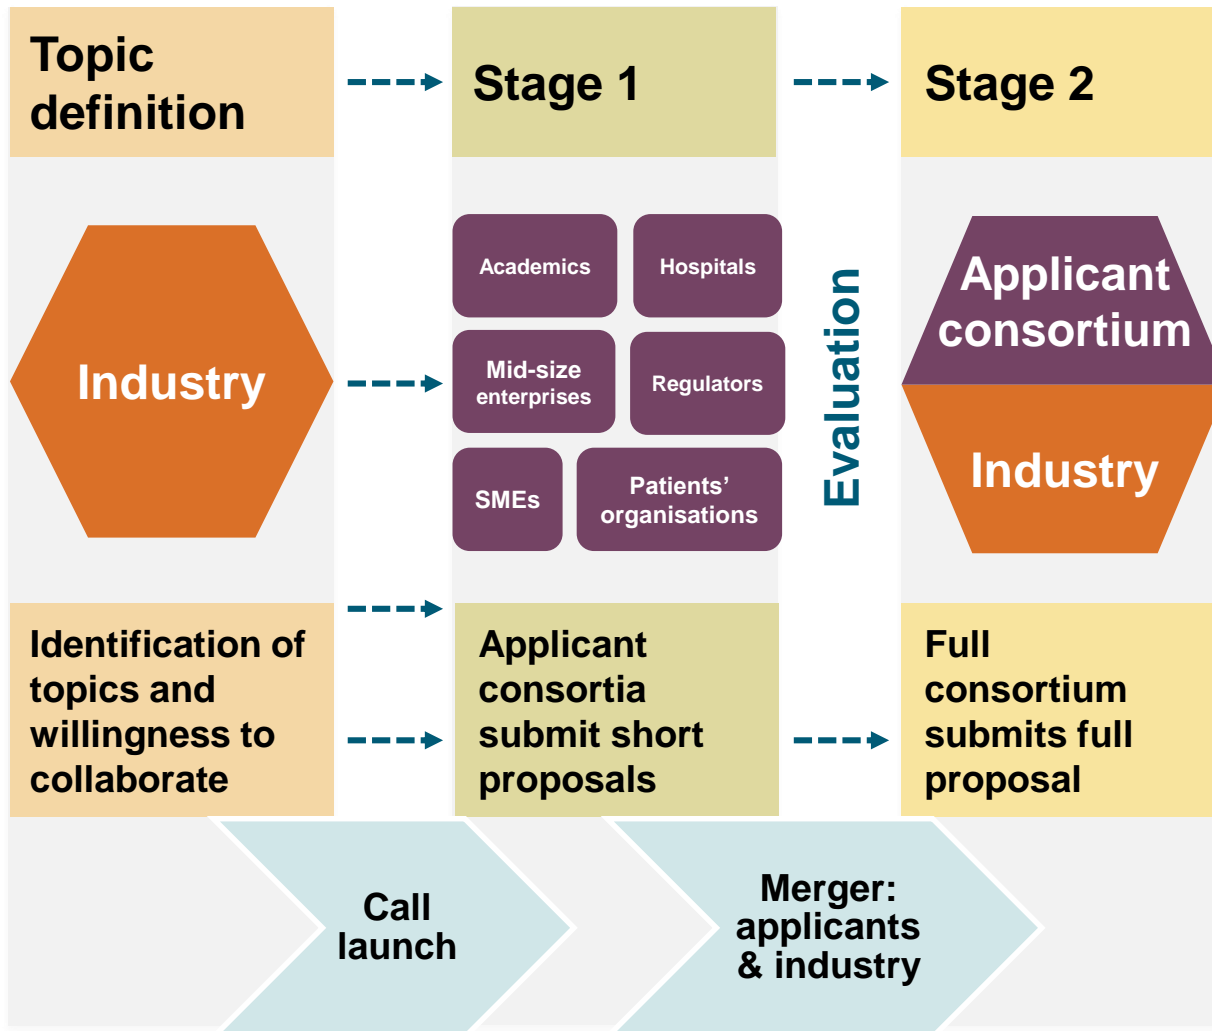 Topic
definition
Stage 1
Stage 2
Industry
Academics
Hospitals
Mid-size
enterprises
Regulators
SMEs
Patients’
organisations
Evaluation
Applicant
consortium
Industry
Identification of
topics and
willingness to
collaborate
Applicant
consortia
submit short
proposals
Full
consortium
submits full
proposal
Call
launch
Merger:
applicants
& industry